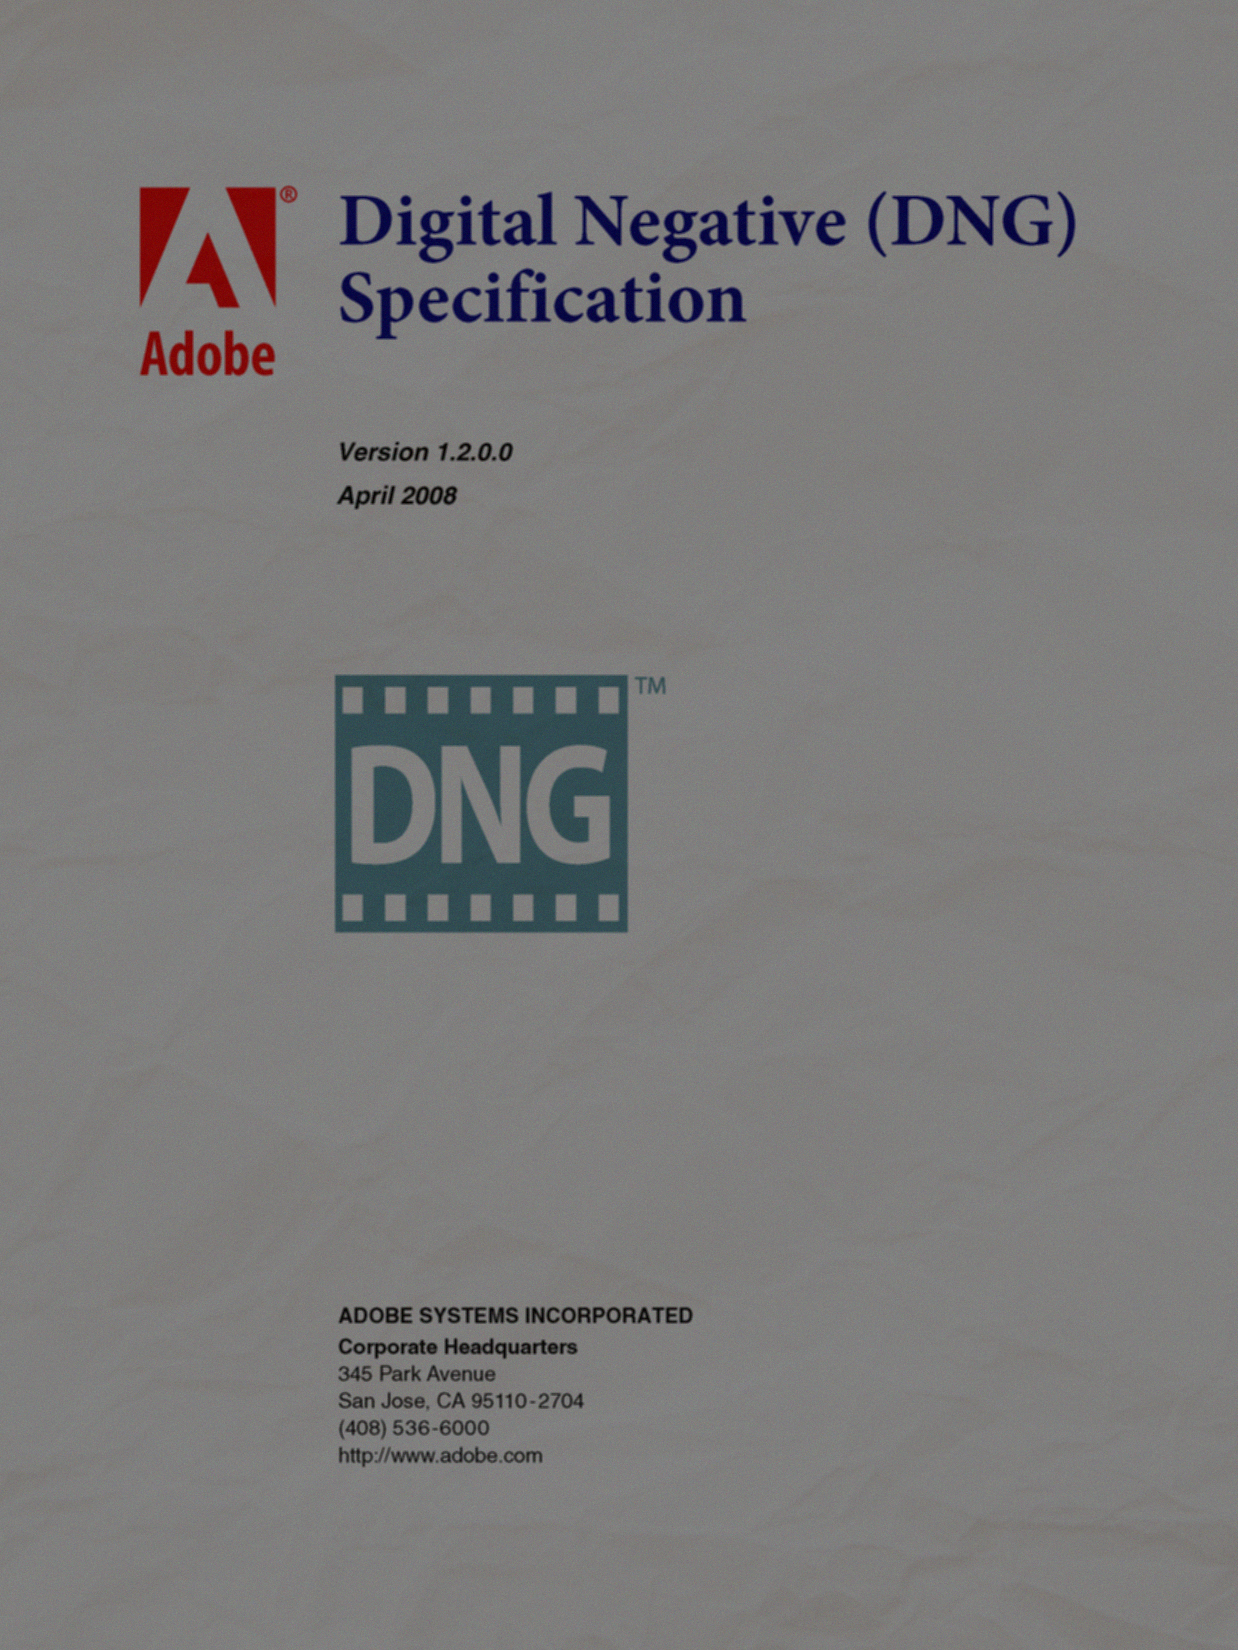 Adobe®
Digital Negative (DNG)
Specification
Version 1.2.0.0
April 2008
DNG™
ADOBE SYSTEMS INCORPORATED
Corporate Headquarters
345 Park Avenue
San Jose, CA 95110-2704
(408) 536-6000
http://www.adobe.com